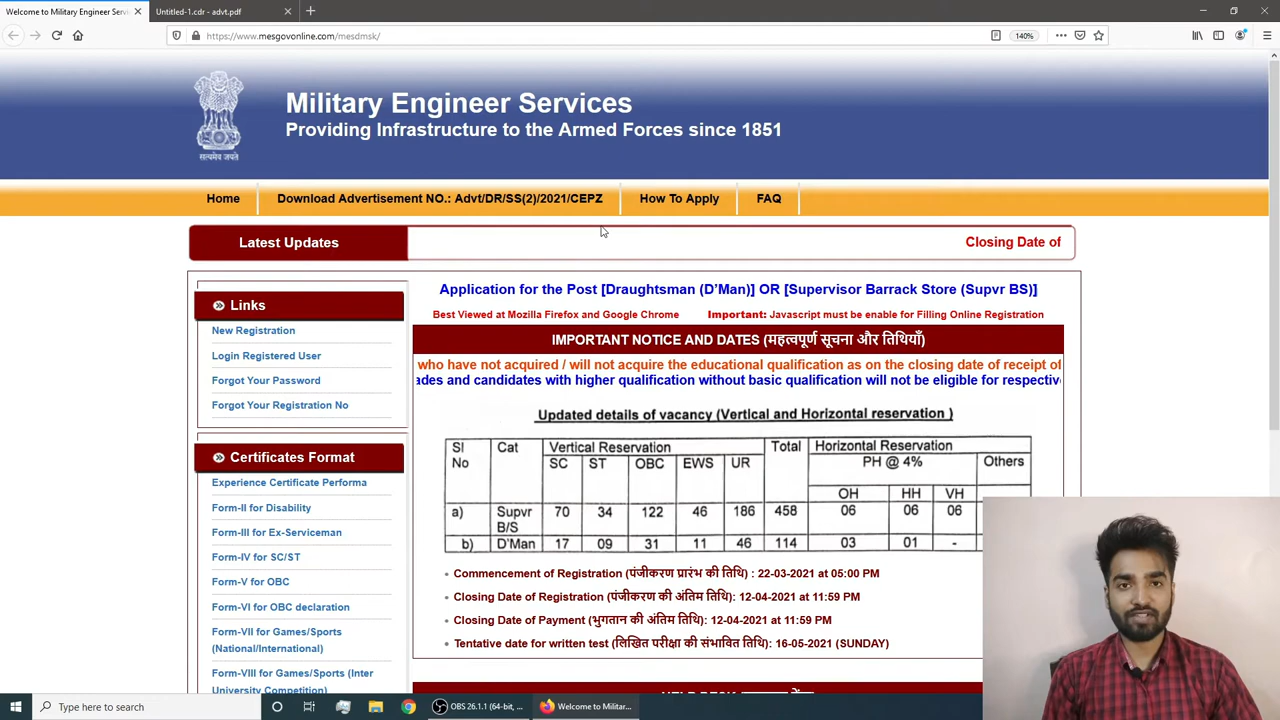 Welcome to Military Engineer Servi
Untitled-1.cdr - advt.pdf
https://www.mesgovonline.com/mesdmsk/
140%
सत्यमेव जयते
Military Engineer Services
Providing Infrastructure to the Armed Forces since 1851
Home
Download Advertisement NO.: Advt/DR/SS(2)/2021/CEPZ
How To Apply
FAQ
Latest Updates
Closing Date of
Links
New Registration
Login Registered User
Forgot Your Password
Forgot Your Registration No
Certificates Format
Experience Certificate Performa
Form-II for Disability
Form-III for Ex-Serviceman
Form-IV for SC/ST
Form-V for OBC
Form-VI for OBC declaration
Form-VII for Games/Sports
(National/International)
Form-VIII for Games/Sports (Inter
University Competition)
Application for the Post [Draughtsman (D'Man)] OR [Supervisor Barrack Store (Supvr BS)]
Best Viewed at Mozilla Firefox and Google Chrome Important: Javascript must be enable for Filling Online Registration
IMPORTANT NOTICE AND DATES (महत्वपूर्ण सूचना और तिथियाँ)
who have not acquired / will not acquire the educational qualification as on the closing date of receipt of
ades and candidates with higher qualification without basic qualification will not be eligible for respectiv
Updated details of vacancy (Vertical and Horizontal reservation )
Sl No Cat Vertical Reservation Total Horizontal Reservation
SC ST OBC EWS UR PH @ 4% Others
OH HH VH
a) Supvr B/S 70 34 122 46 186 458 06 06 06
b) D'Man 17 09 31 11 46 114 03 01 -
Commencement of Registration (पंजीकरण प्रारंभ की तिथि) : 22-03-2021 at 05:00 PM
Closing Date of Registration (पंजीकरण की अंतिम तिथि): 12-04-2021 at 11:59 PM
Closing Date of Payment (भुगतान की अंतिम तिथि): 12-04-2021 at 11:59 PM
Tentative date for written test (लिखित परीक्षा की संभावित तिथि): 16-05-2021 (SUNDAY)
Type here to search
OBS 26.1.1 (64-bit, ...
Welcome to Militar...